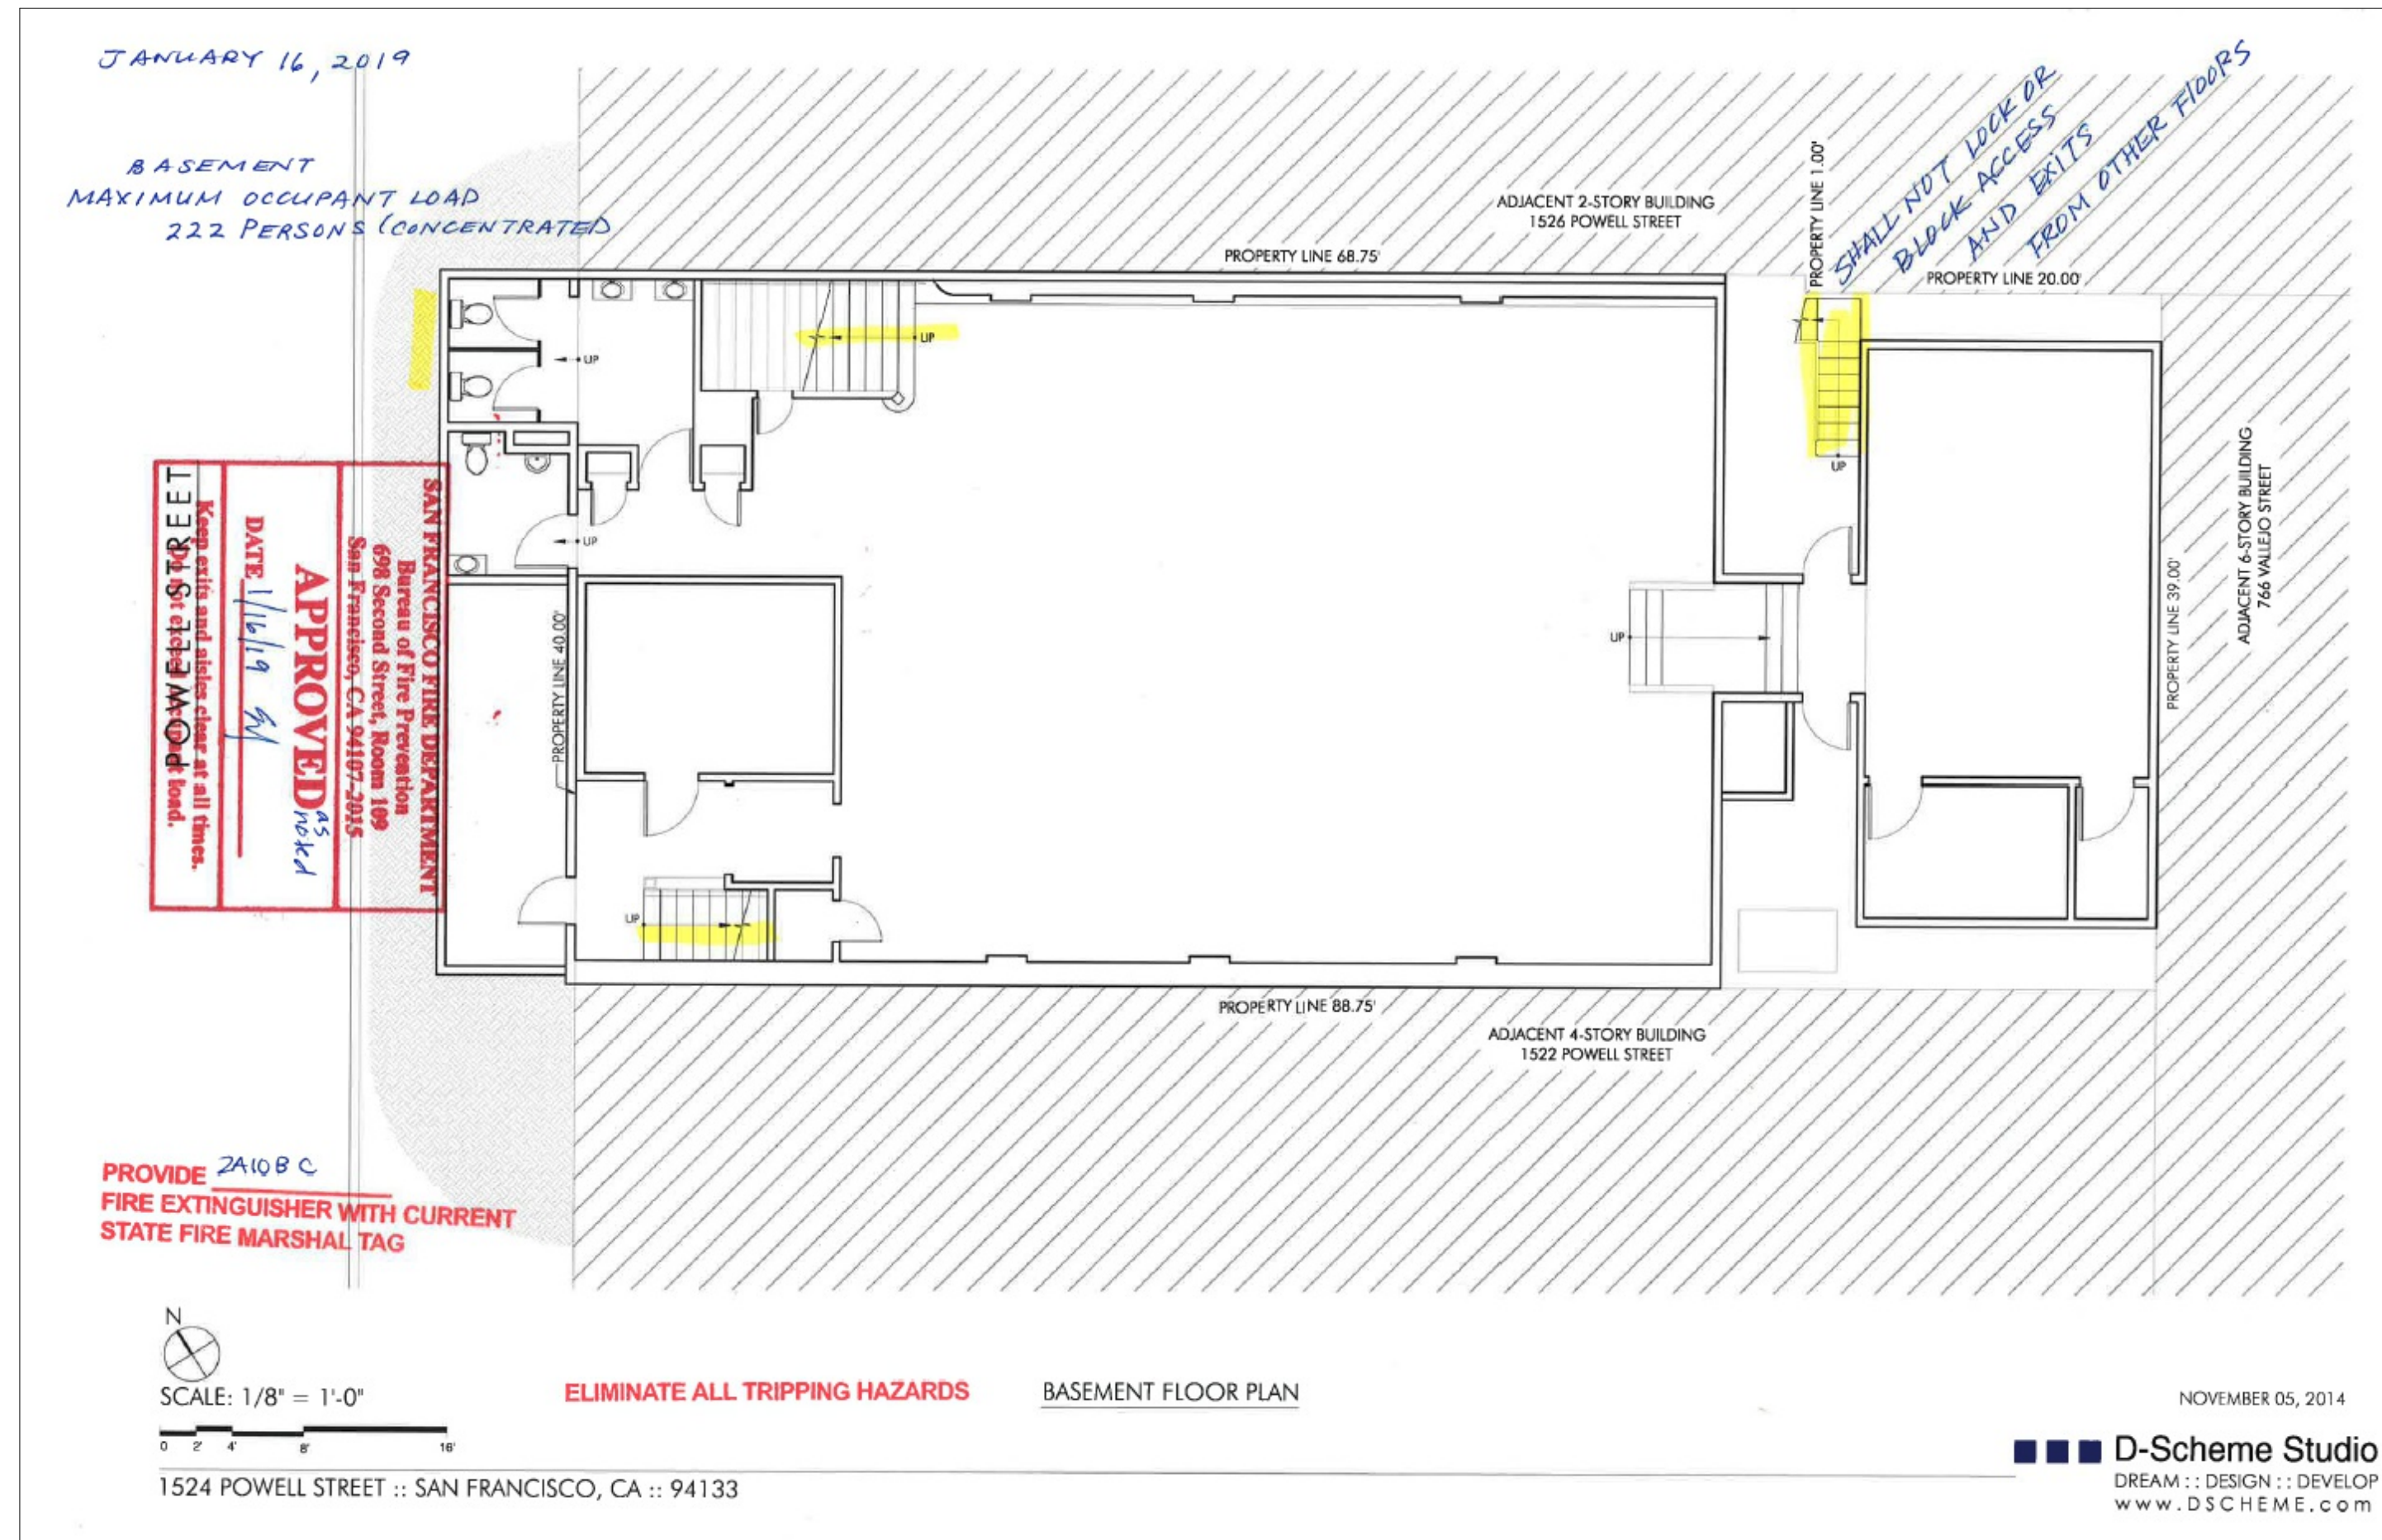 JANUARY 16, 2019
BASEMENT
MAXIMUM OCCUPANT LOAD
222 PERSONS (CONCENTRATED)
SHALL NOT LOCK OR
BLOCK ACCESS
AND EXITS
FROM OTHER FLOORS
ADJACENT 2-STORY BUILDING
1526 POWELL STREET
PROPERTY LINE 68.75'
PROPERTY LINE 1.00'
PROPERTY LINE 20.00'
UP
UP
UP
UP
UP
UP
ADJACENT 6-STORY BUILDING
766 VALLEJO STREET
PROPERTY LINE 39.00'
PROPERTY LINE 40.00'
SAN FRANCISCO FIRE DEPARTMENT
Bureau of Fire Prevention
698 Second Street, Room 109
San Francisco, CA 94107-2015
APPROVED as noted
DATE 1/16/19
Keep exits and aisles clear at all times.
Do not exceed occupant load.
POWELL STREET
PROPERTY LINE 88.75'
ADJACENT 4-STORY BUILDING
1522 POWELL STREET
PROVIDE 2A10BC
FIRE EXTINGUISHER WITH CURRENT
STATE FIRE MARSHAL TAG
N
SCALE: 1/8" = 1'-0"
0 2' 4' 8' 16'
ELIMINATE ALL TRIPPING HAZARDS
BASEMENT FLOOR PLAN
NOVEMBER 05, 2014
D-Scheme Studio
DREAM :: DESIGN :: DEVELOP
www.DSCHEME.com
1524 POWELL STREET :: SAN FRANCISCO, CA :: 94133